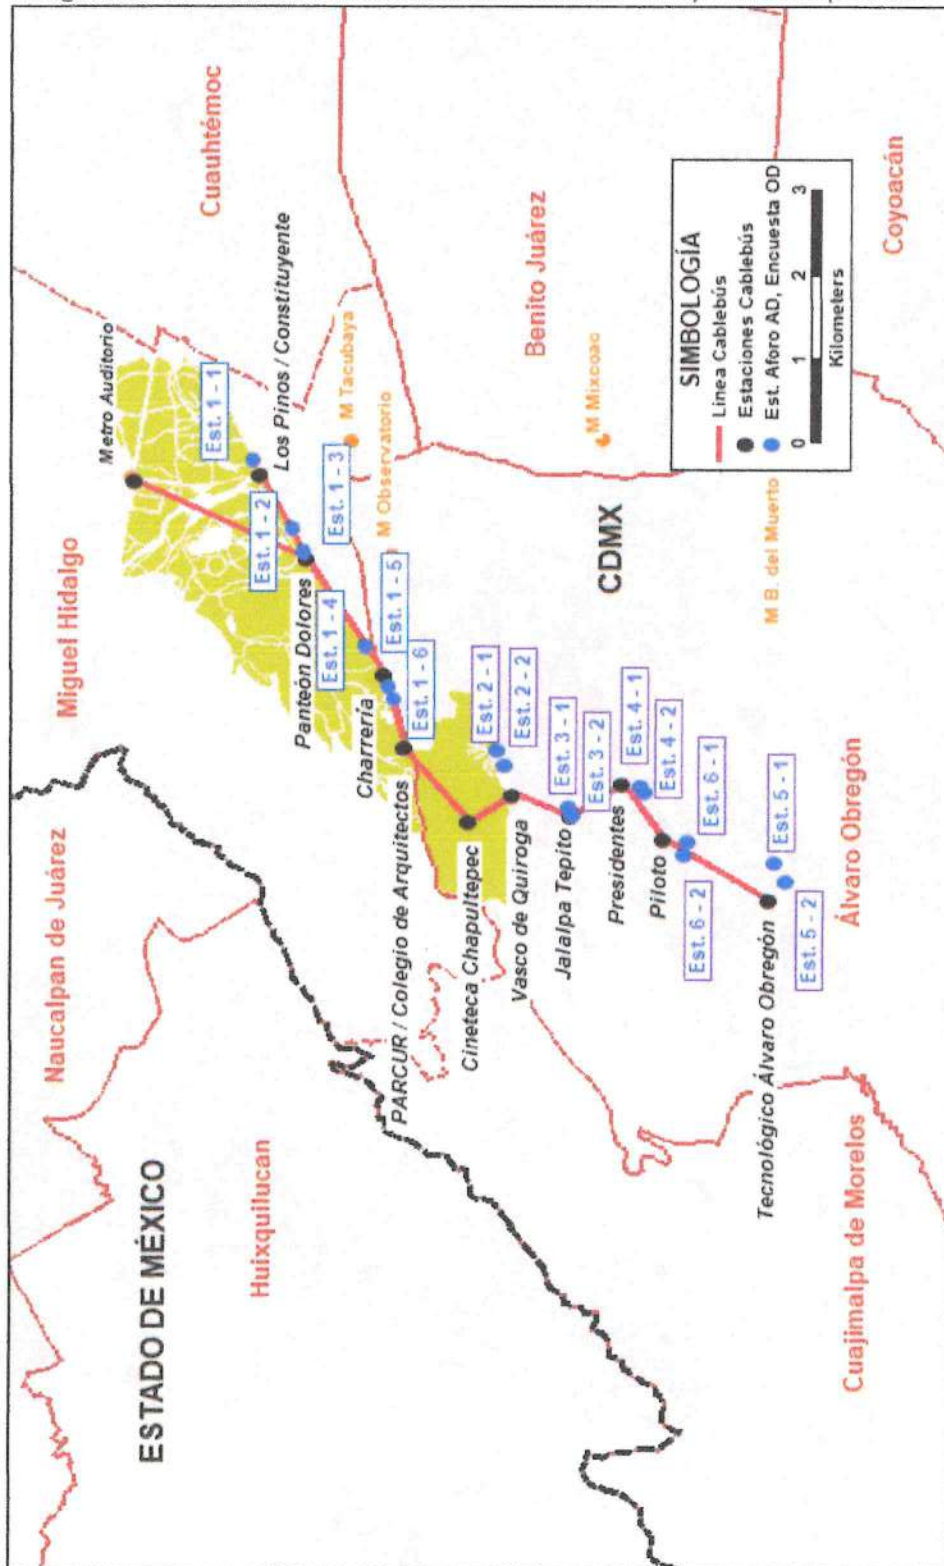 Miguel Hidalgo
Cuauhtémoc
Naucalpan de Juárez
Metro Auditorio
Est. 1 - 1
Los Pinos / Constituyente
ESTADO DE MÉXICO
Huixquilucan
Est. 1 - 2
Panteón Dolores
M Tacubaya
Est. 1 - 3
M Observatorio
Est. 1 - 4
Charrería
Est. 1 - 5
Est. 1 - 6
PARCUR / Colegio de Arquitectos
Benito Juárez
Cineteca Chapultepec
Est. 2 - 1
Est. 2 - 2
Vasco de Quiroga
M Mixcoac
Jalalpa Tepito
Est. 3 - 1
Est. 3 - 2
CDMX
Presidentes
Est. 4 - 1
Est. 4 - 2
Piloto
Est. 6 - 1
Est. 6 - 2
M B. del Muerto
Tecnológico Álvaro Obregón
Est. 5 - 1
Est. 5 - 2
Álvaro Obregón
Cuajimalpa de Morelos
Coyoacán
SIMBOLOGÍA
Línea Cablebús
Estaciones Cablebús
Est. Aforo AD, Encuesta OD
0 1 2 3
Kilometers